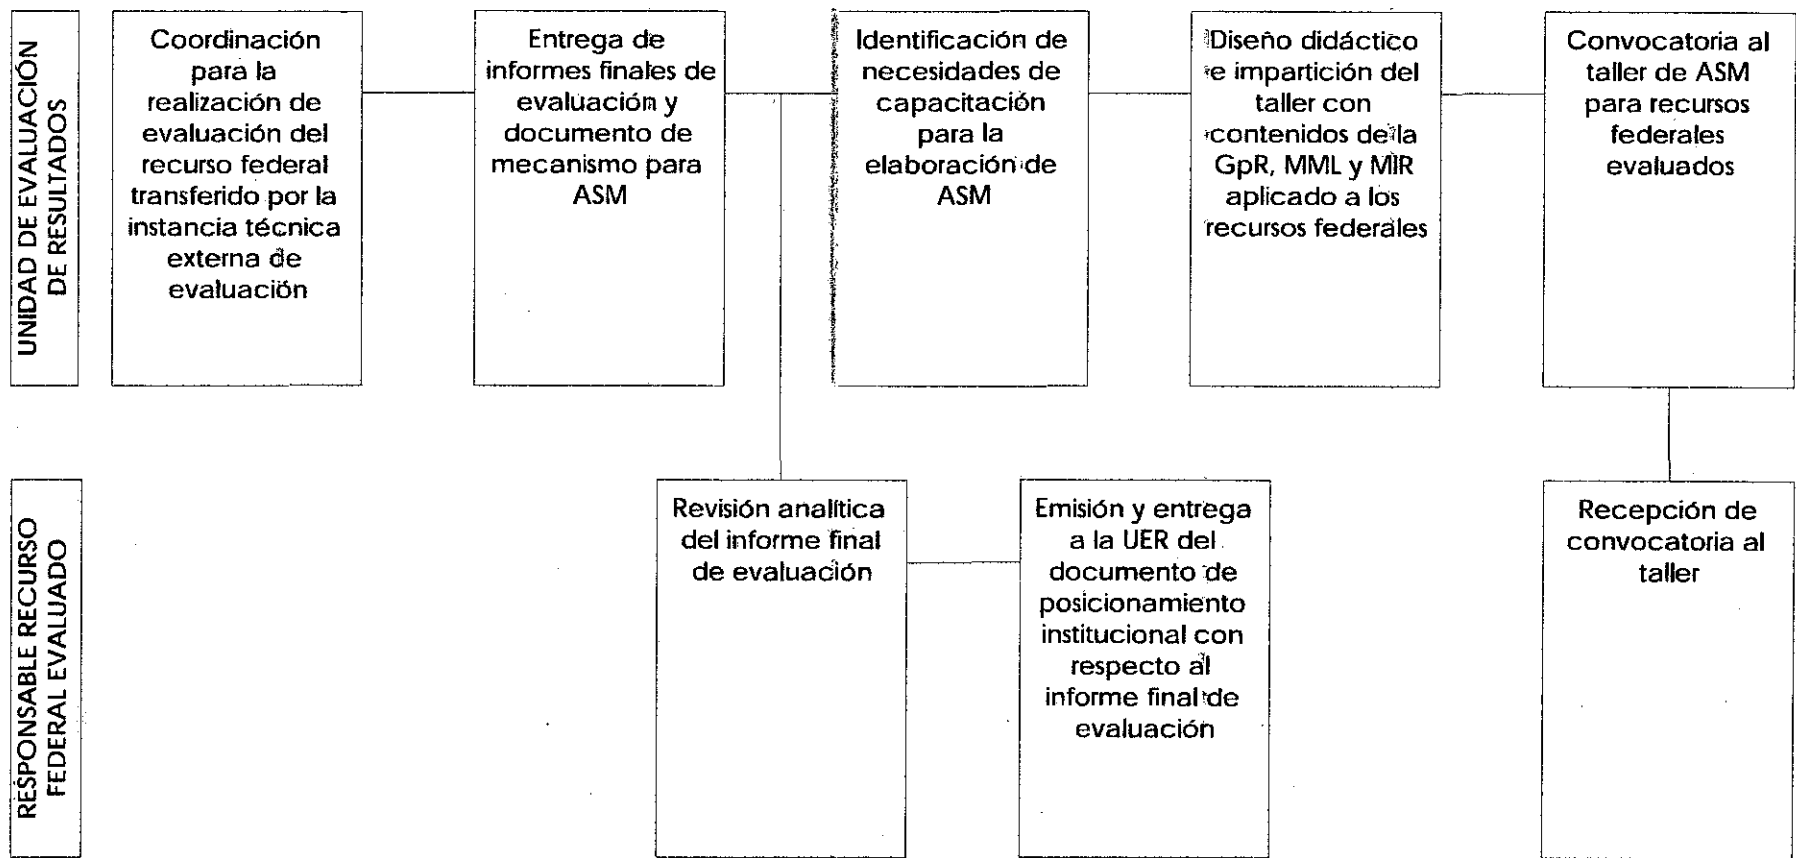 UNIDAD DE EVALUACIÓN
DE RESULTADOS
Coordinación
para la
realización de
evaluación del
recurso federal
transferido por la
instancia técnica
externa de
evaluación
Entrega de
informes finales de
evaluación y
documento de
mecanismo para
ASM
Identificación de
necesidades de
capacitación
para la
elaboración de
ASM
Diseño didáctico
e impartición del
taller con
contenidos de la
GpR, MML y MIR
aplicado a los
recursos federales
Convocatoria al
taller de ASM
para recursos
federales
evaluados
RESPONSABLE RECURSO
FEDERAL EVALUADO
Revisión analítica
del informe final
de evaluación
Emisión y entrega
a la UER del
documento de
posicionamiento
institucional con
respecto al
informe final de
evaluación
Recepción de
convocatoria al
taller